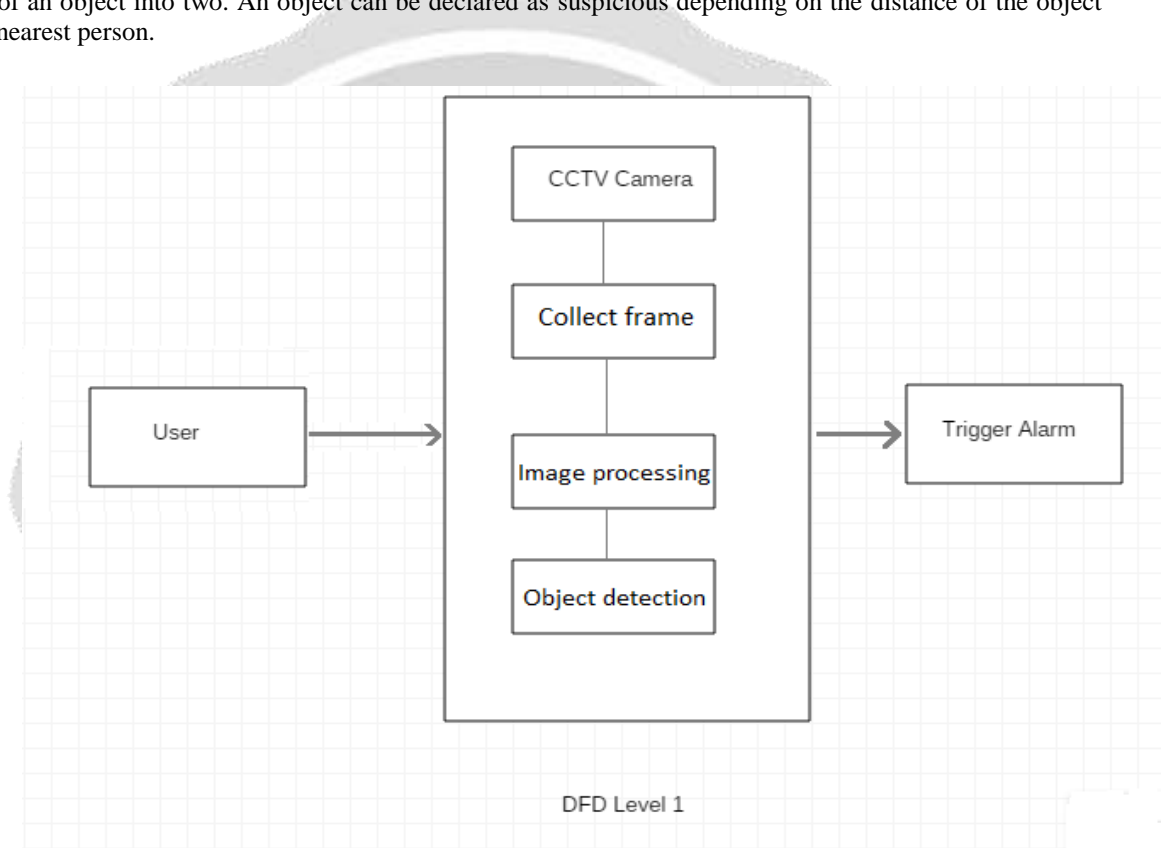 of an object into two. An object can be declared as suspicious depending on the distance of the object
nearest person.
CCTV Camera
Collect frame
User
Trigger Alarm
Image processing
Object detection
DFD Level 1